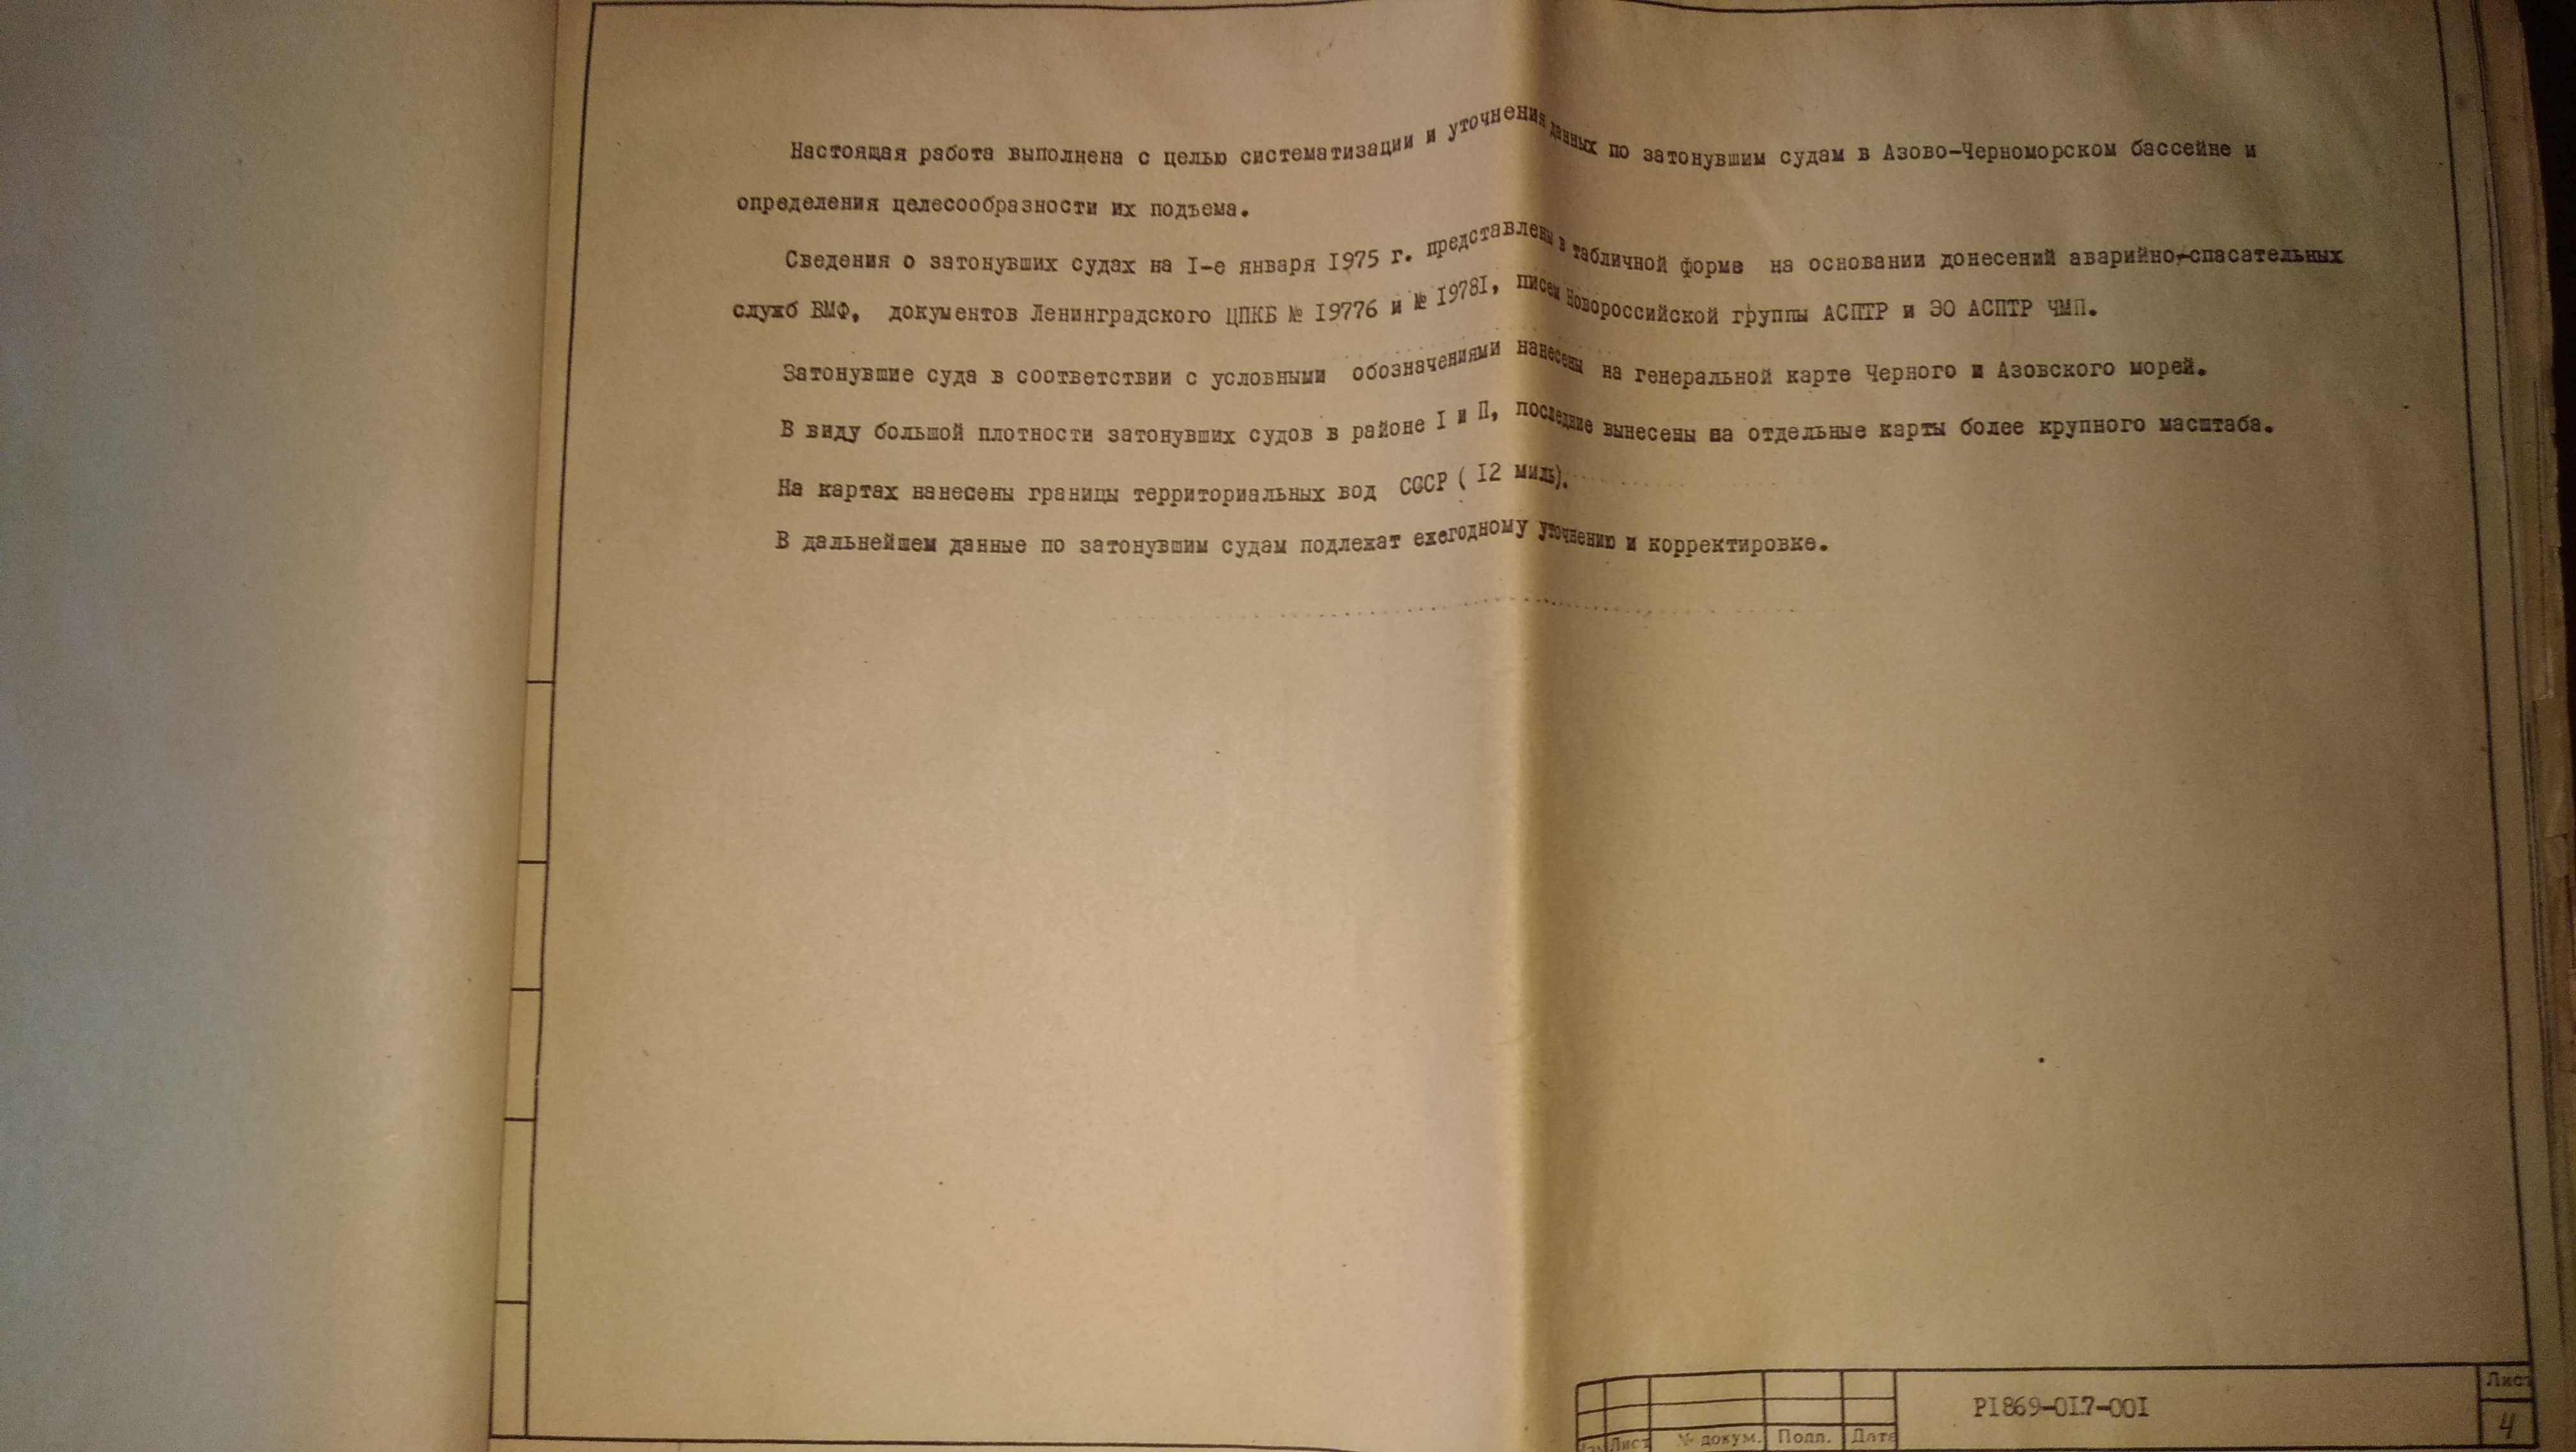 Настоящая работа выполнена с целью систематизации и уточнения данных по затонувшим судам в Азово-Черноморском бассейне и
определения целесообразности их подъема.
Сведения о затонувших судах на I-е января 1975 г. представлены в табличной форме на основании донесений аварийно-спасательных
служб ВМФ, документов Ленинградского ЦПКБ № 19776 и № 1978I, писем Новороссийской группы АСПТР и ЭО АСПТР ЧМП.
Затонувшие суда в соответствии с условными обозначениями нанесены на генеральной карте Черного и Азовского морей.
В виду большой плотности затонувших судов в районе I и П, последние вынесены на отдельные карты более крупного масштаба.
На картах нанесены границы территориальных вод СССР ( I2 миль).
В дальнейшем данные по затонувшим судам подлежат ежегодному уточнению и корректировке.
Р1869-0I7-00I
Лист
4
Лист № докум. Подп. Дата